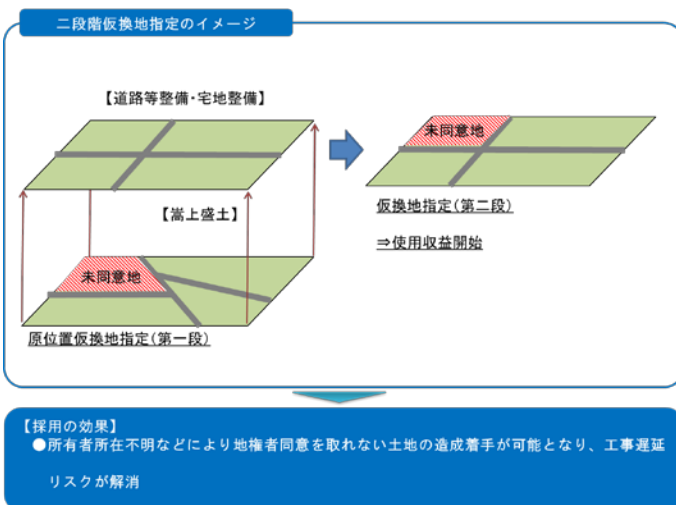 二段階仮換地指定のイメージ
【道路等整備・宅地整備】
未同意地
【嵩上盛土】
仮換地指定(第二段)
⇒使用収益開始
未同意地
原位置仮換地指定(第一段)
【採用の効果】
●所有者所在不明などにより地権者同意を取れない土地の造成着手が可能となり、工事遅延
リスクが解消